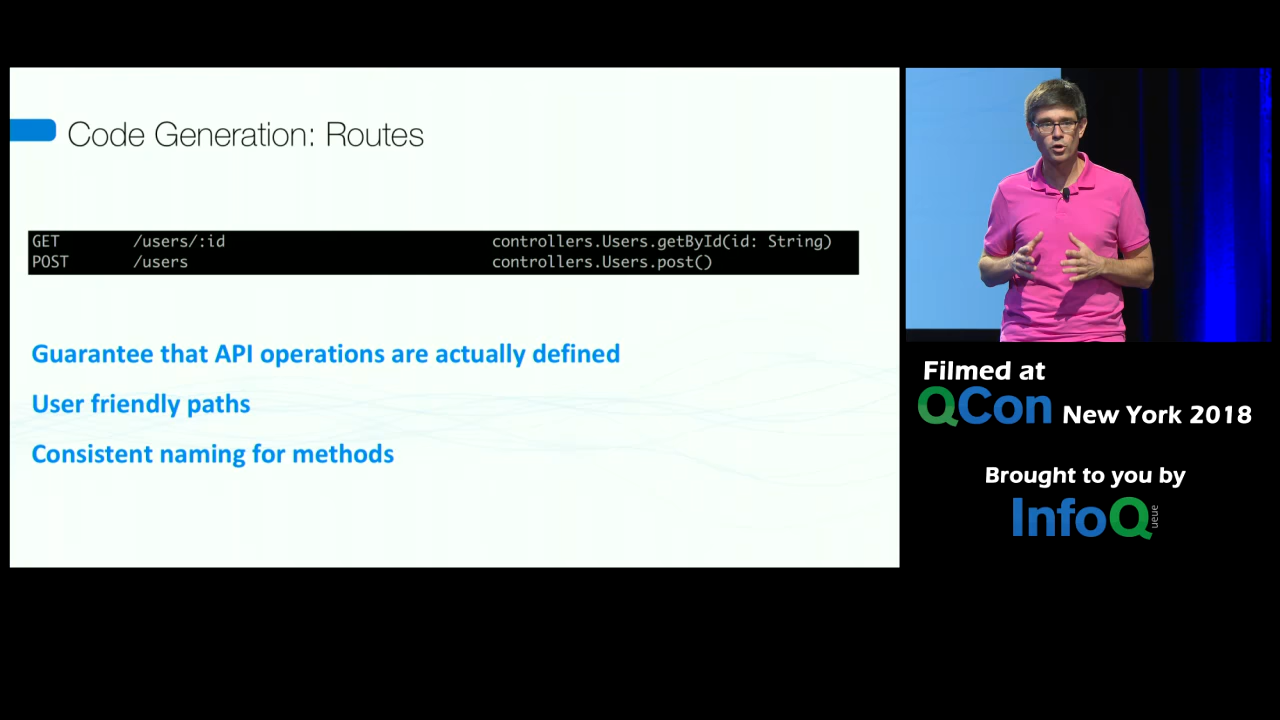 Code Generation: Routes
GET /users/:id controllers.Users.getById(id: String)
POST /users controllers.Users.post()
Guarantee that API operations are actually defined
User friendly paths
Consistent naming for methods
Filmed at
QCon New York 2018
Brought to you by
InfoQueue